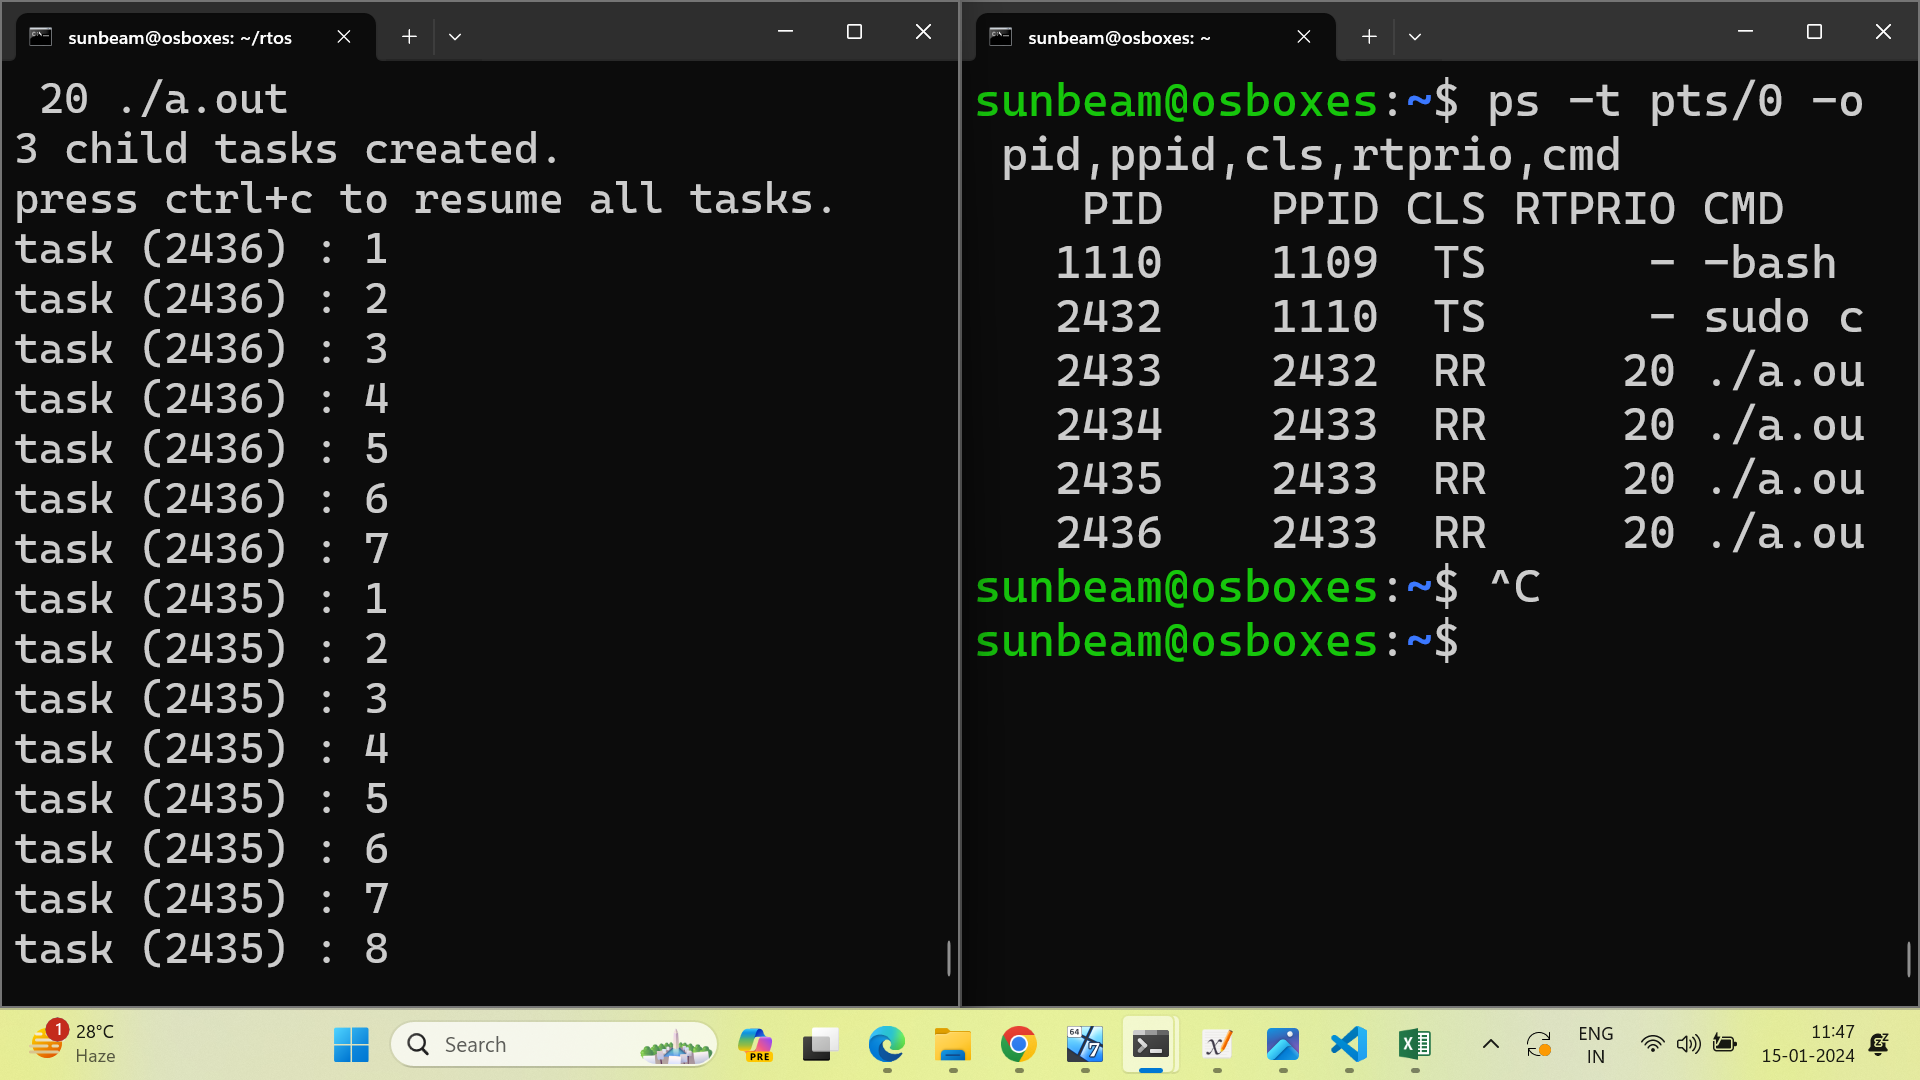 sunbeam@osboxes: ~/rtos
 20 ./a.out
3 child tasks created.
press ctrl+c to resume all tasks.
task (2436) : 1
task (2436) : 2
task (2436) : 3
task (2436) : 4
task (2436) : 5
task (2436) : 6
task (2436) : 7
task (2435) : 1
task (2435) : 2
task (2435) : 3
task (2435) : 4
task (2435) : 5
task (2435) : 6
task (2435) : 7
task (2435) : 8
sunbeam@osboxes: ~
sunbeam@osboxes:~$ ps -t pts/0 -o
 pid,ppid,cls,rtprio,cmd
    PID    PPID CLS RTPRIO CMD
   1110    1109  TS      - -bash
   2432    1110  TS      - sudo c
   2433    2432  RR     20 ./a.ou
   2434    2433  RR     20 ./a.ou
   2435    2433  RR     20 ./a.ou
   2436    2433  RR     20 ./a.ou
sunbeam@osboxes:~$ ^C
sunbeam@osboxes:~$
1
28°C
Haze
Search
PRE
64
7
ENG
IN
11:47
15-01-2024